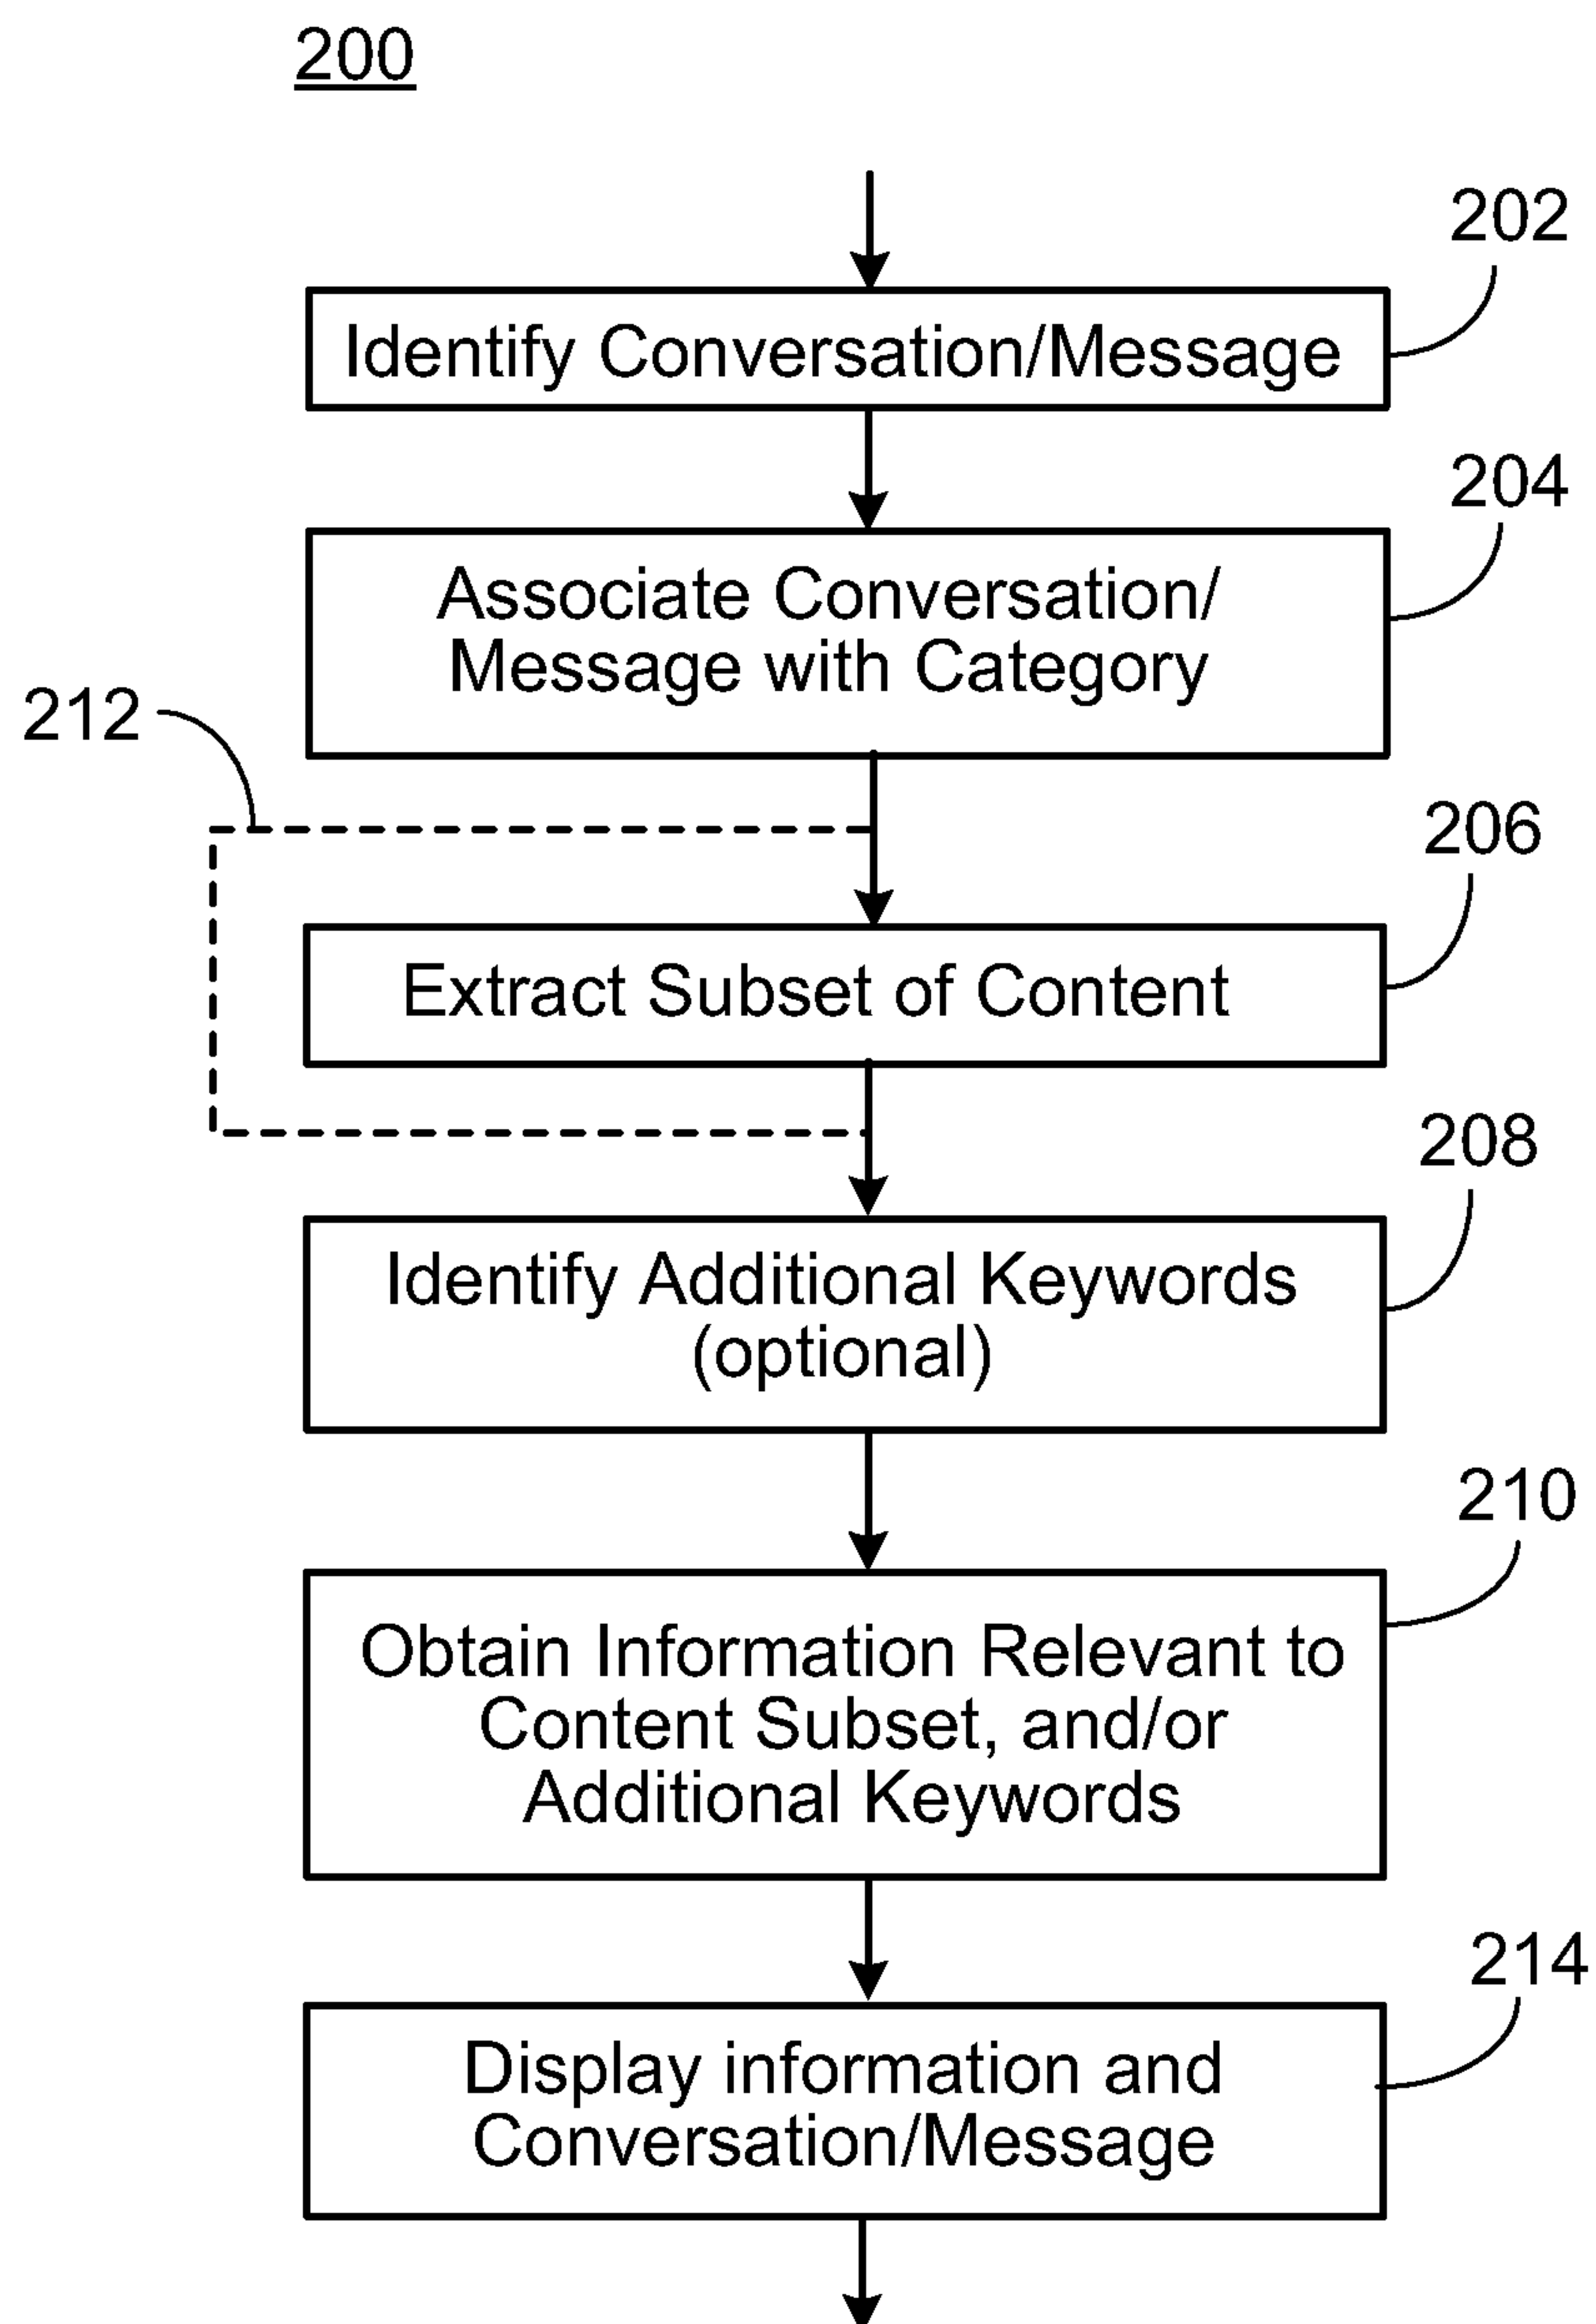 200
202
Identify Conversation/Message
204
Associate Conversation/
Message with Category
212
206
Extract Subset of Content
208
Identify Additional Keywords
(optional)
210
Obtain Information Relevant to
Content Subset, and/or
Additional Keywords
214
Display information and
Conversation/Message